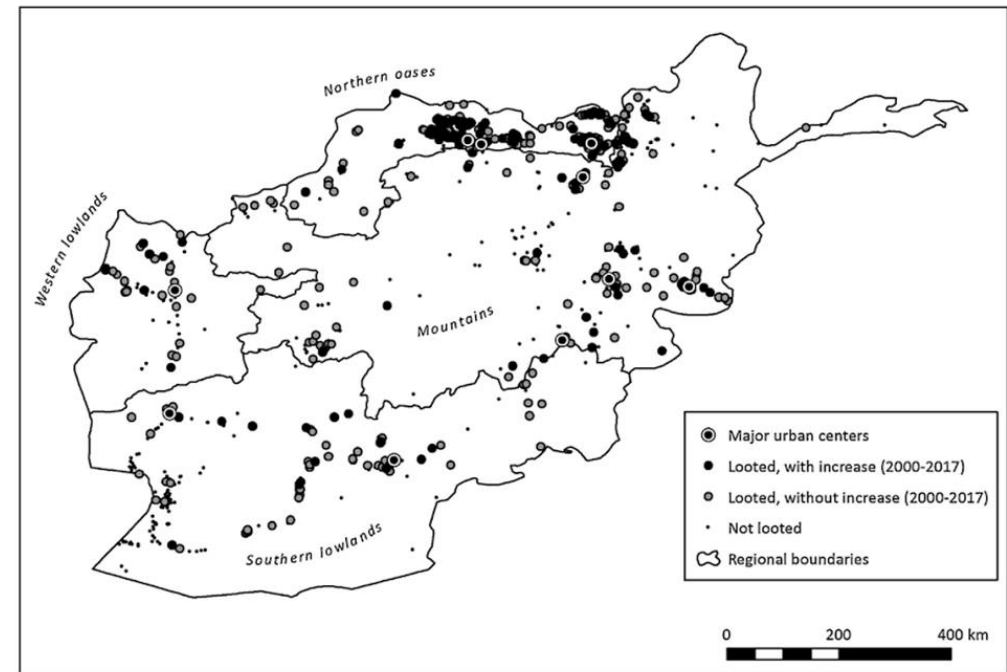 Northern oases
Western lowlands
Mountains
Southern lowlands
Major urban centers
Looted, with increase (2000-2017)
Looted, without increase (2000-2017)
Not looted
Regional boundaries
0 200 400 km